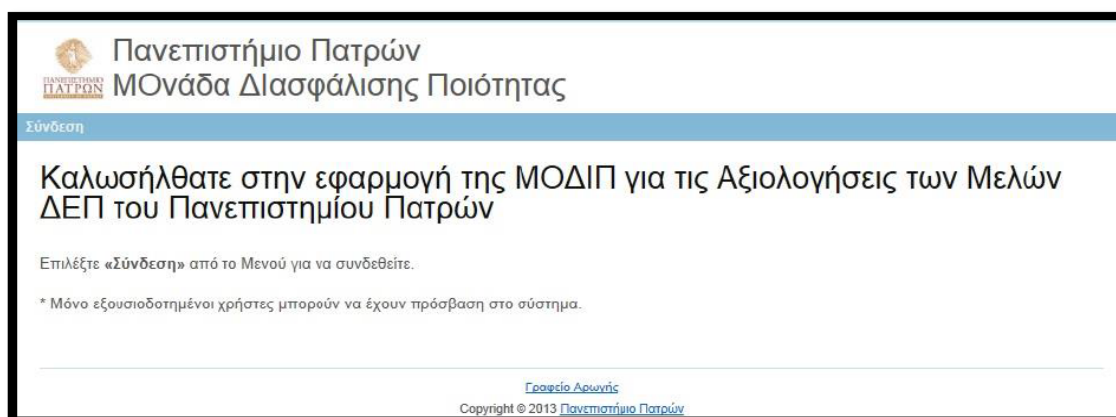 Πανεπιστήμιο Πατρών
ΠΑΝΕΠΙΣΤΗΜΙΟ
ΠΑΤΡΩΝ
ΜΟνάδα ΔΙασφάλισης Ποιότητας
Σύνδεση
Καλωσήλθατε στην εφαρμογή της ΜΟΔΙΠ για τις Αξιολογήσεις των Μελών
ΔΕΠ του Πανεπιστημίου Πατρών
Επιλέξτε «Σύνδεση» από το Μενού για να συνδεθείτε.
* Μόνο εξουσιοδοτημένοι χρήστες μπορούν να έχουν πρόσβαση στο σύστημα.
Γραφείο Αρωγής
Copyright © 2013 Πανεπιστήμιο Πατρών